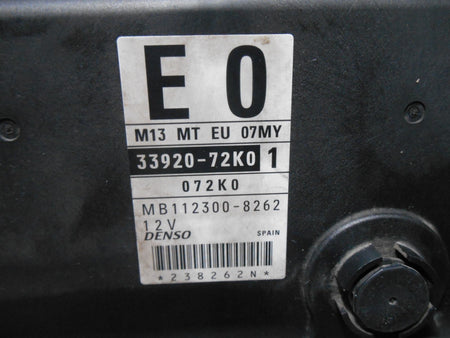 E 0
M13 MT EU 07MY
33920-72K0 1
072K0
MB112300-8262
12V
DENSO SPAIN
*238262N*